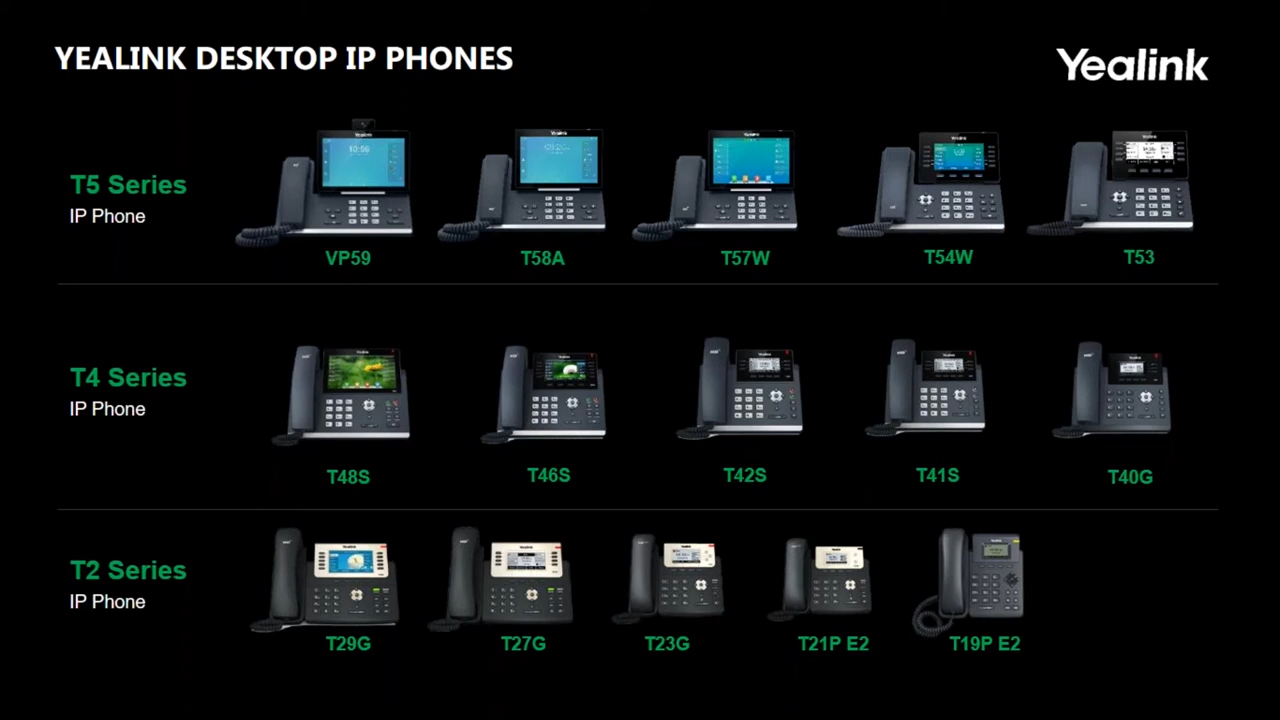 YEALINK DESKTOP IP PHONES
Yealink
T5 Series
IP Phone
VP59
T58A
T57W
T54W
T53
T4 Series
IP Phone
T48S
T46S
T42S
T41S
T40G
T2 Series
IP Phone
T29G
T27G
T23G
T21P E2
T19P E2